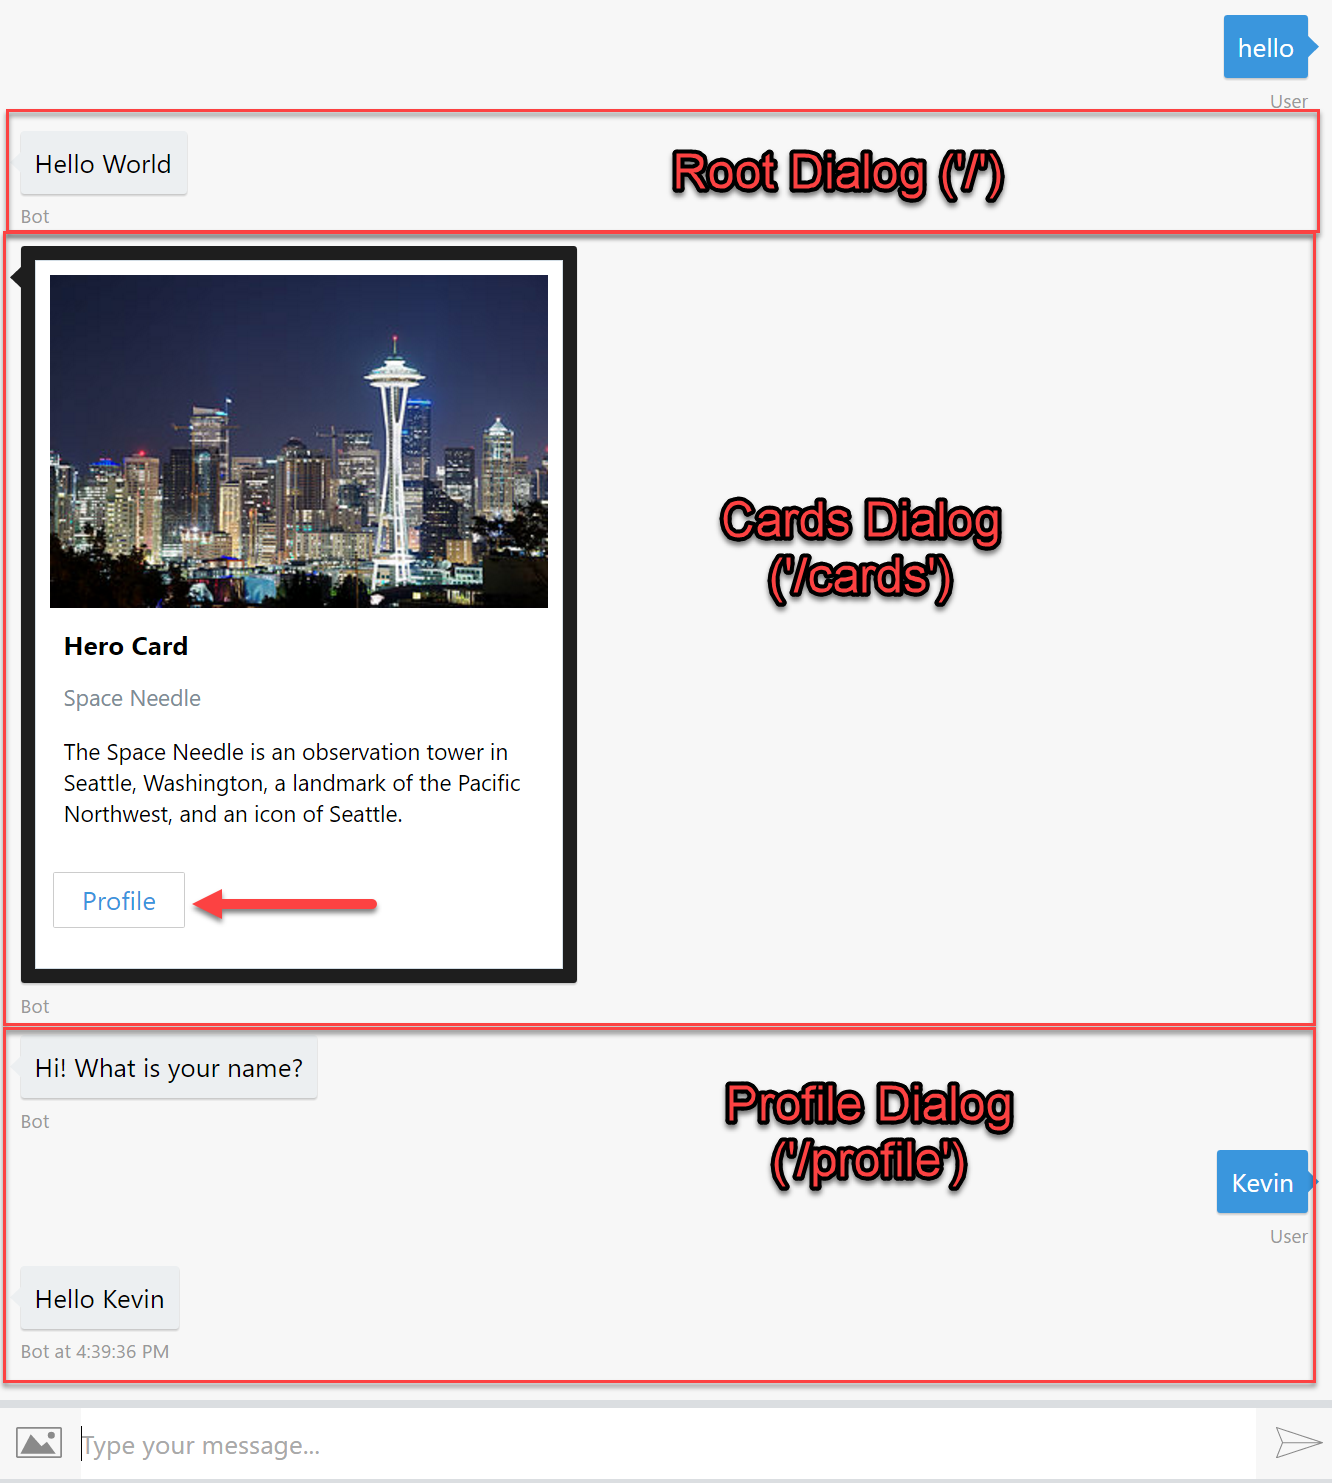 hello
User
Hello World
Root Dialog ('/')
Bot
Cards Dialog
('/cards')
Hero Card
Space Needle
The Space Needle is an observation tower in
Seattle, Washington, a landmark of the Pacific
Northwest, and an icon of Seattle.
Profile
Bot
Hi! What is your name?
Bot
Profile Dialog
('/profile')
Kevin
User
Hello Kevin
Bot at 4:39:36 PM
Type your message...